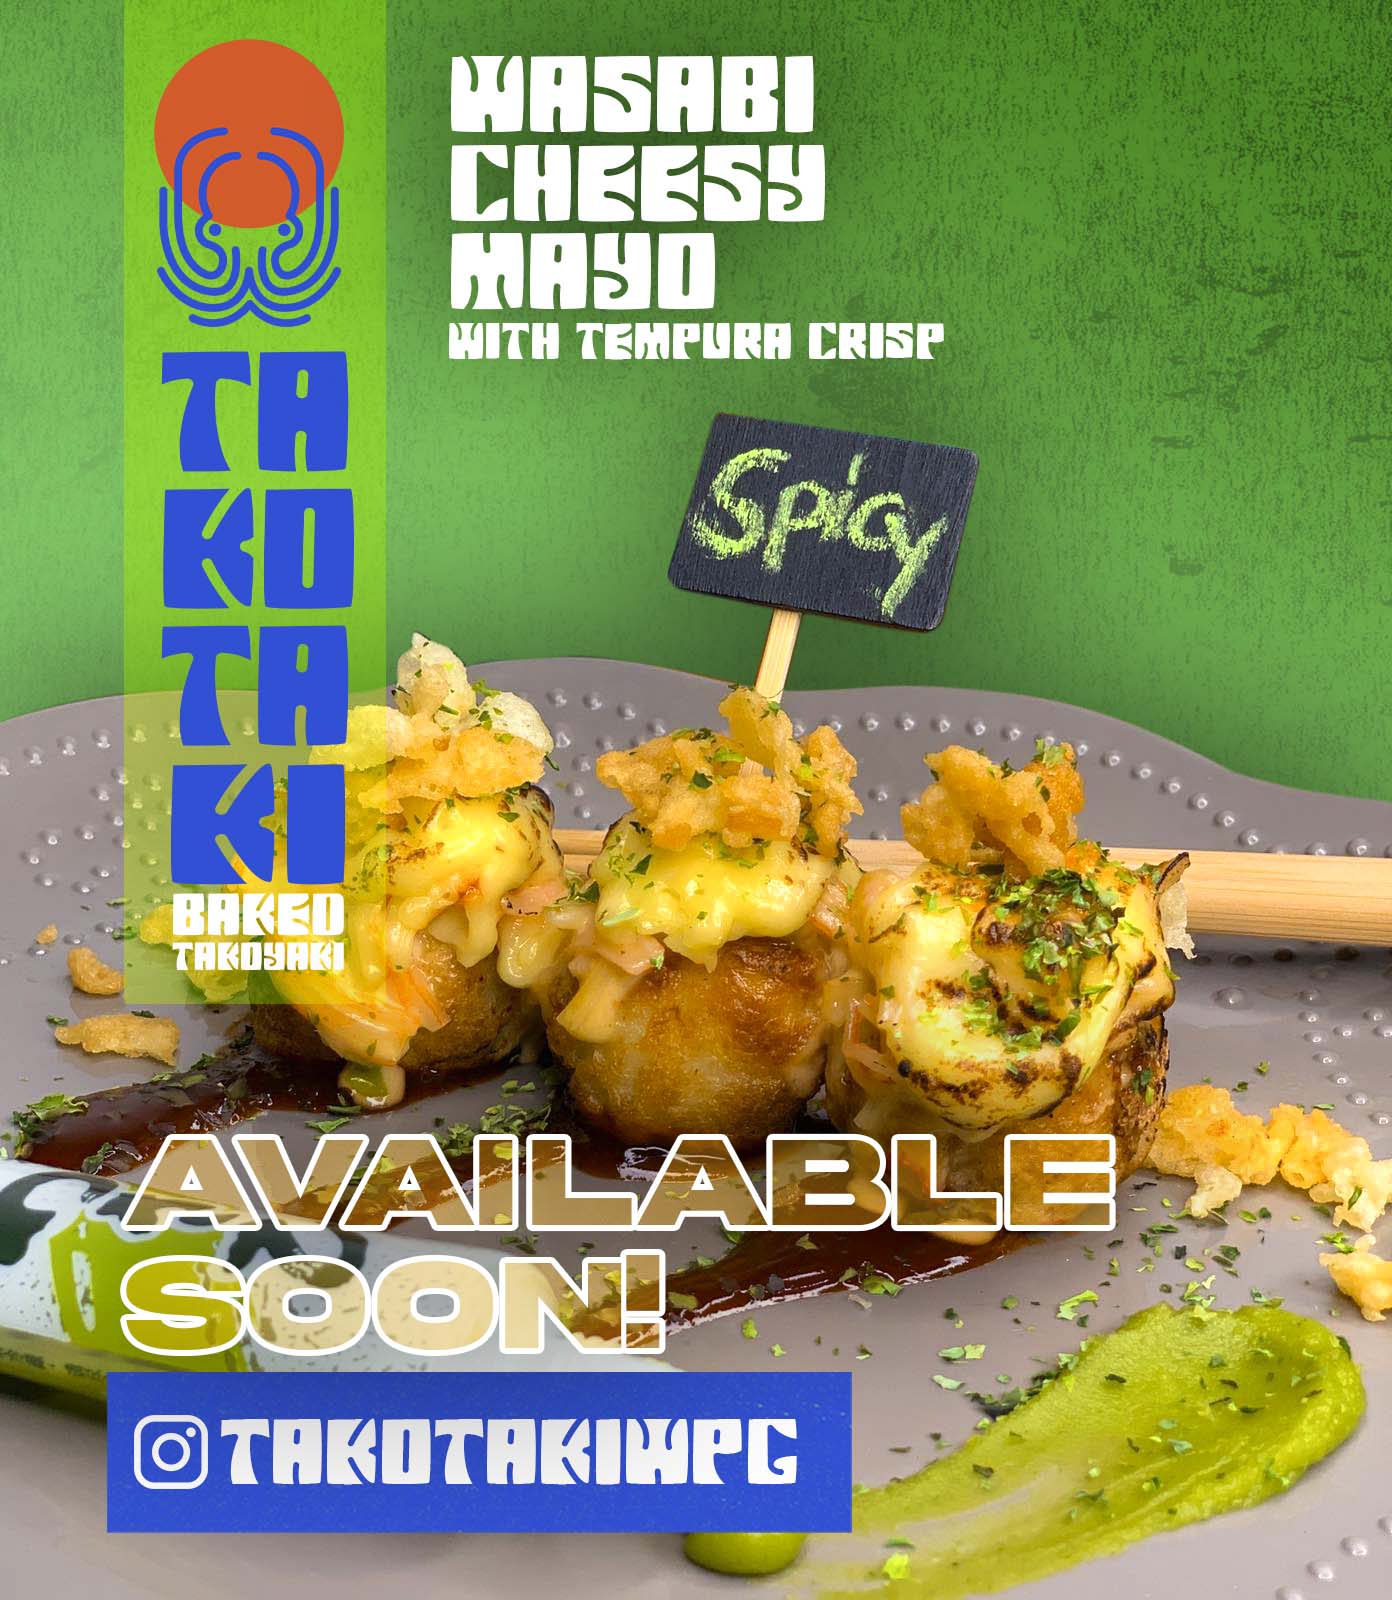 WASABI
CHEESY
MAYO
WITH TEMPURA CRISP
Spicy
TA
KO
TA
KI
BAKED
TAKOYAKI
AVAILABLE
SOON!
TAKOTAKIWPG